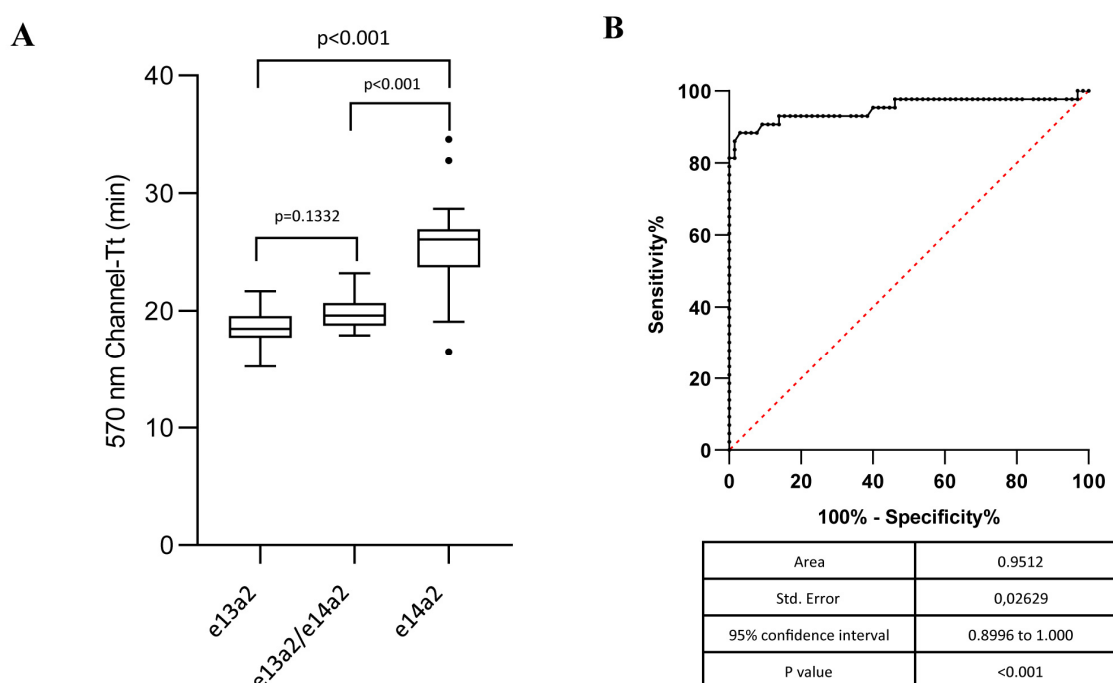 A
p<0.001
p<0.001
p=0.1332
570 nm Channel-Tt (min)
40
30
20
10
0
e13a2
e13a2/e14a2
e14a2
B
Sensitivity%
100
80
60
40
20
0
0 20 40 60 80 100
100% - Specificity%
Area 0.9512
Std. Error 0,02629
95% confidence interval 0.8996 to 1.000
P value <0.001